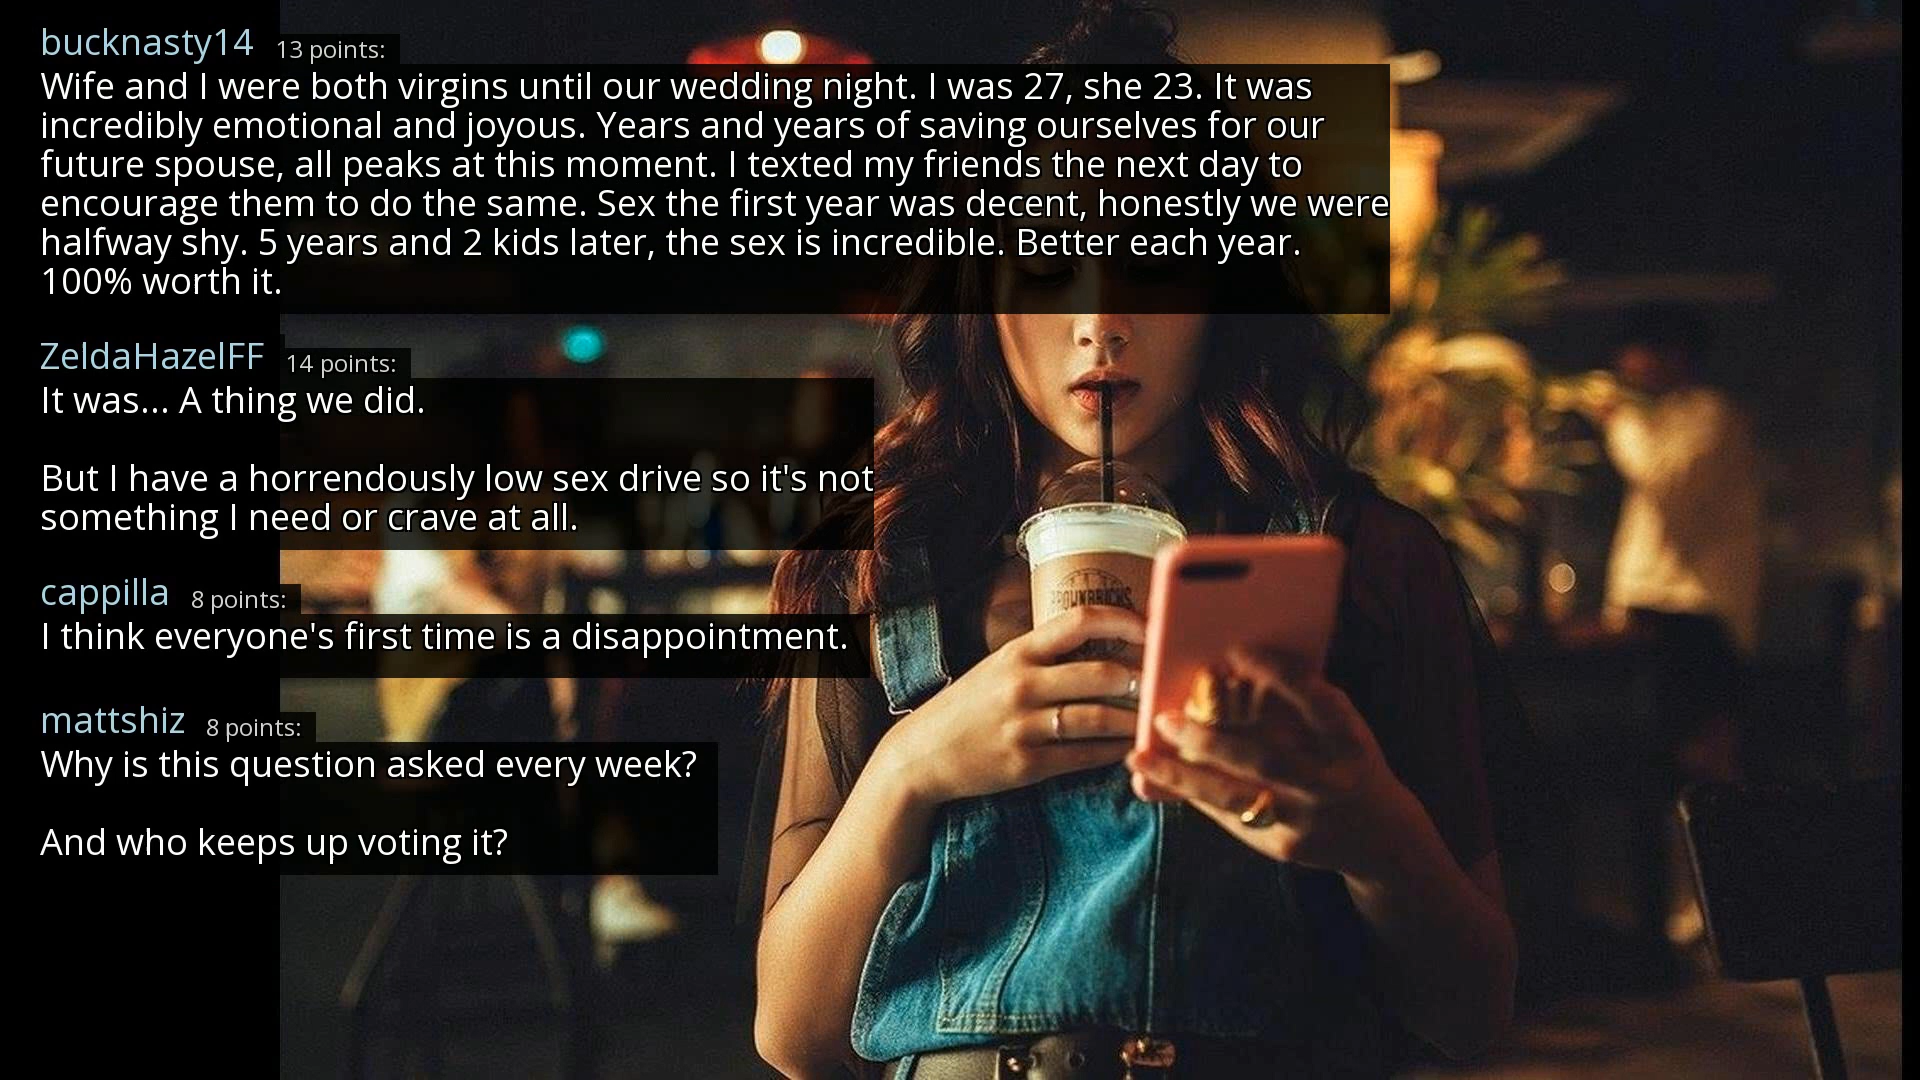 bucknasty14 13 points:
Wife and I were both virgins until our wedding night. I was 27, she 23. It was
incredibly emotional and joyous. Years and years of saving ourselves for our
future spouse, all peaks at this moment. I texted my friends the next day to
encourage them to do the same. Sex the first year was decent, honestly we were
halfway shy. 5 years and 2 kids later, the sex is incredible. Better each year.
100% worth it.
ZeldaHazelFF 14 points:
It was... A thing we did.
But I have a horrendously low sex drive so it's not
something I need or crave at all.
cappilla 8 points:
I think everyone's first time is a disappointment.
mattshiz 8 points:
Why is this question asked every week?
And who keeps up voting it?